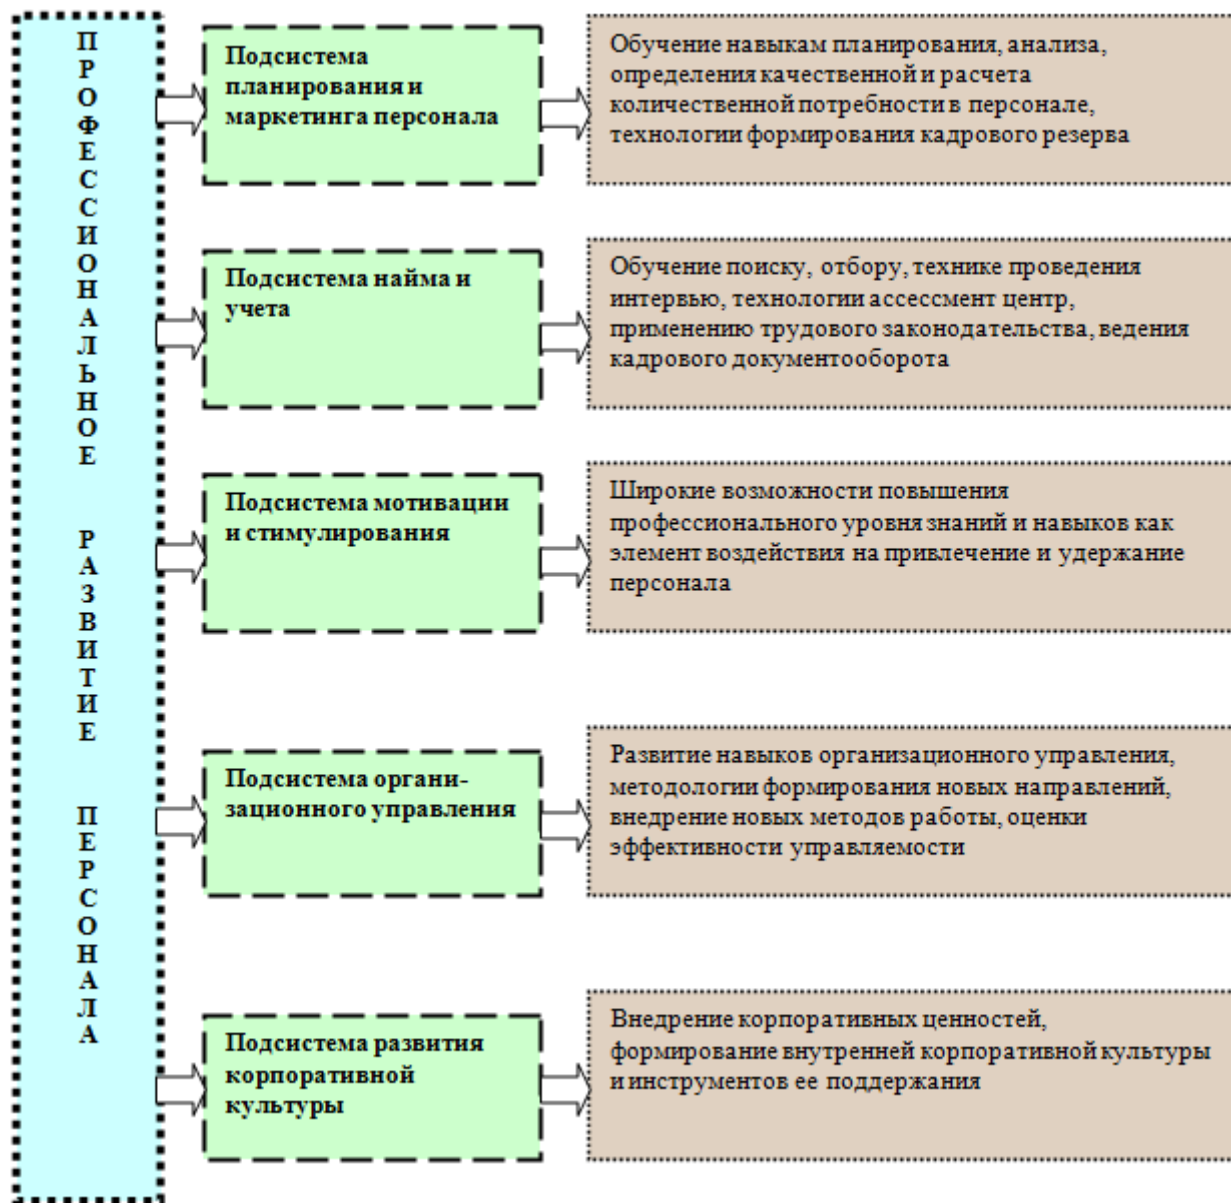 ПРОФЕССИОНАЛЬНОЕ РАЗВИТИЕ ПЕРСОНАЛА
Подсистема
планирования и
маркетинга персонала
Обучение навыкам планирования, анализа,
определения качественной и расчета
количественной потребности в персонале,
технологии формирования кадрового резерва
Подсистема найма и
учета
Обучение поиску, отбору, технике проведения
интервью, технологии ассессмент центр,
применению трудового законодательства, ведения
кадрового документооборота
Подсистема мотивации
и стимулирования
Широкие возможности повышения
профессионального уровня знаний и навыков как
элемент воздействия на привлечение и удержание
персонала
Подсистема органи-
зационного управления
Развитие навыков организационного управления,
методологии формирования новых направлений,
внедрение новых методов работы, оценки
эффективности управляемости
Подсистема развития
корпоративной
культуры
Внедрение корпоративных ценностей,
формирование внутренней корпоративной культуры
и инструментов ее поддержания